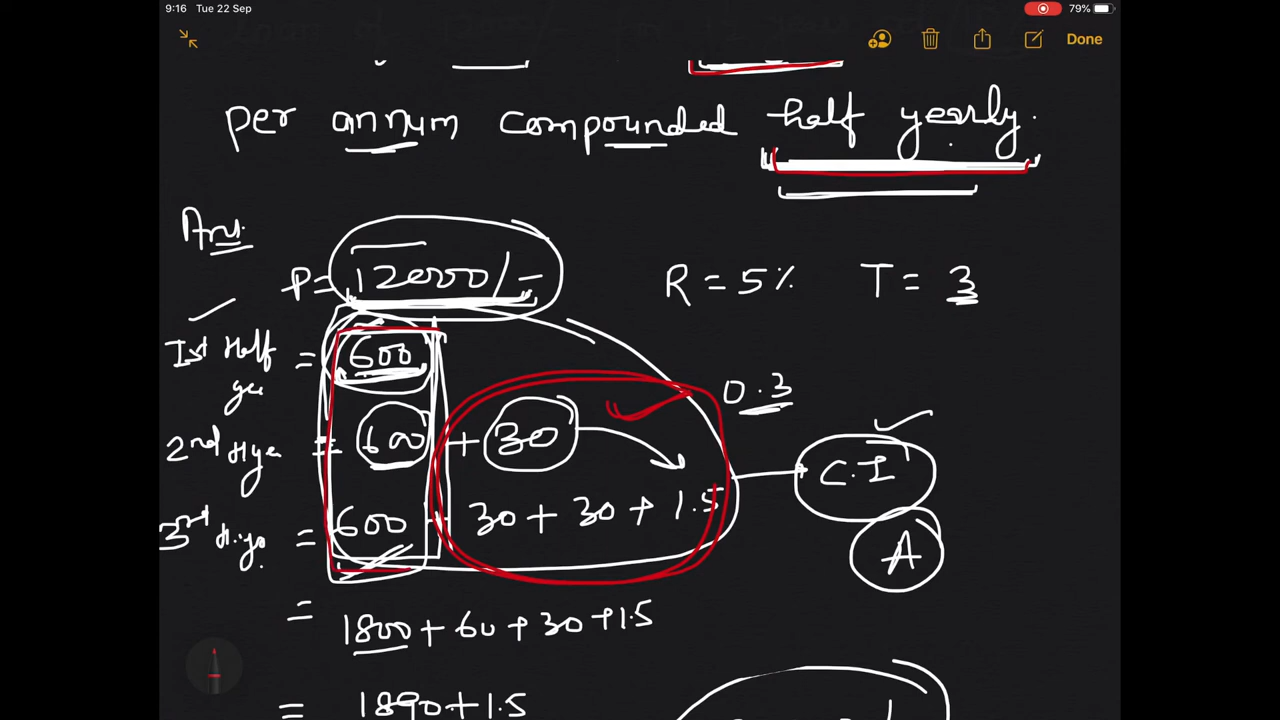 9:16 Tue 22 Sep 79%
Done
per annum compounded half yearly.
Ans.
P= 12000/- R = 5% T = 3
1st Half = 600
0.3
2nd H = 600 + 30
C.I
3rd = 600 + 30 + 30 + 1.5
A
= 1800 + 60 + 30 + 1.5
= 1890 + 1.5